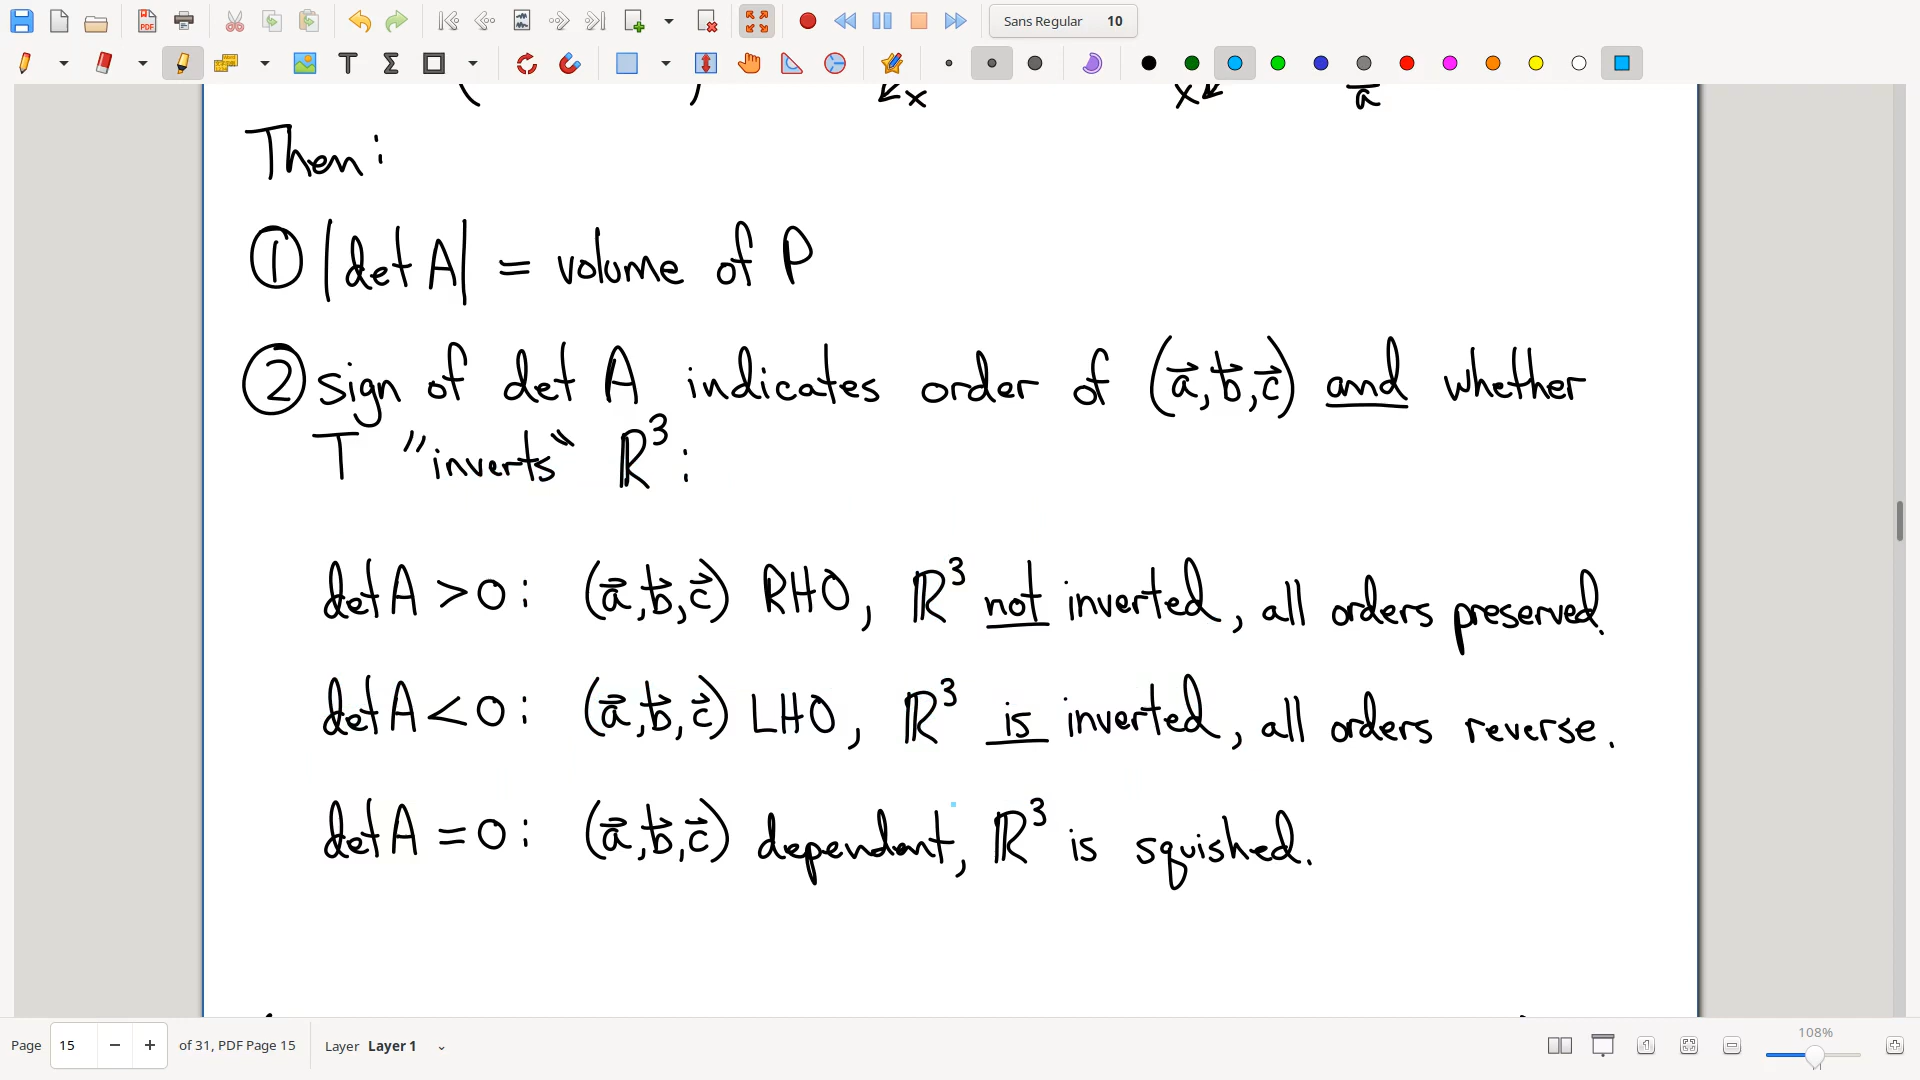 Sans Regular 10
x x a
Then:
① |det A| = volume of P
② sign of det A indicates order of (a⃗, b⃗, c⃗) and whether
T "inverts" ℝ³:
det A > 0: (a⃗, b⃗, c⃗) RHO, ℝ³ not inverted, all orders preserved.
det A < 0: (a⃗, b⃗, c⃗) LHO, ℝ³ is inverted, all orders reverse.
det A = 0: (a⃗, b⃗, c⃗) dependent, ℝ³ is squished.
Page 15 of 31, PDF Page 15 Layer Layer 1 108%